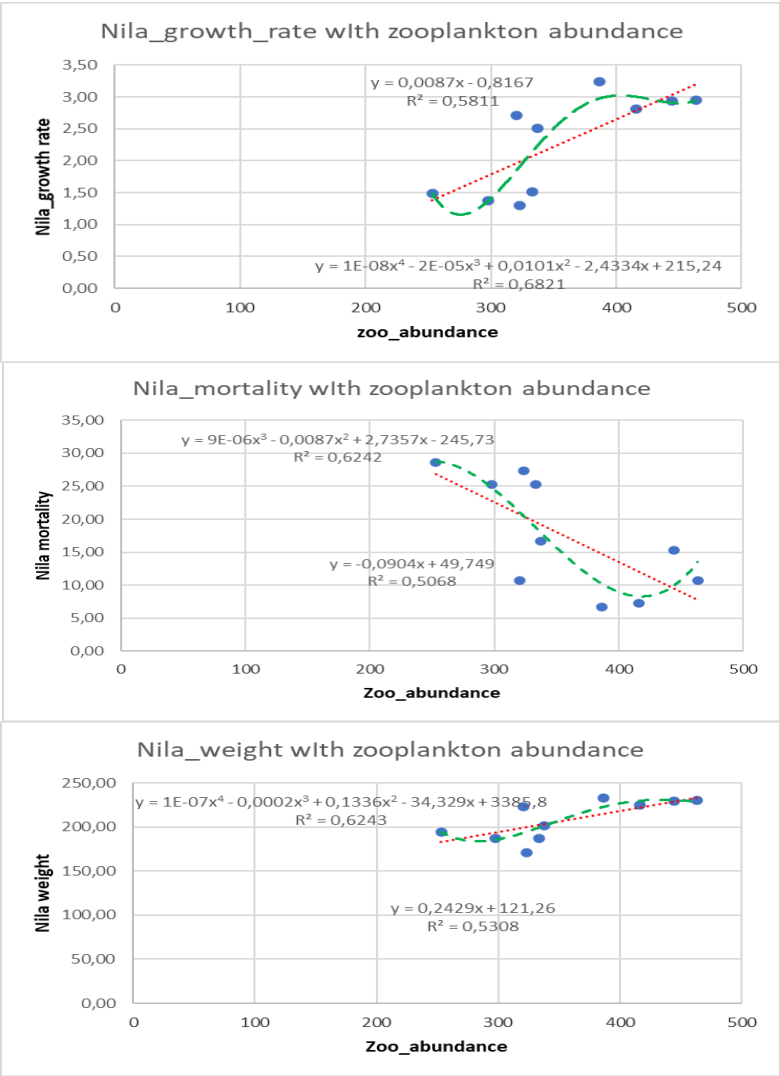 Nila_growth_rate wIth zooplankton abundance
y = 0,0087x - 0,8167
R² = 0,5811
3,50
3,00
2,50
2,00
1,50
1,00
0,50
0,00
Nila_growth rate
y = 1E-08x⁴ - 2E-05x³ + 0,0101x² - 2,4334x + 215,24
R² = 0,6821
0 100 200 300 400 500
zoo_abundance
Nila_mortality wIth zooplankton abundance
35,00
30,00
25,00
20,00
15,00
10,00
5,00
0,00
Nila mortality
y = 9E-06x³ - 0,0087x² + 2,7357x - 245,73
R² = 0,6242
y = -0,0904x + 49,749
R² = 0,5068
0 100 200 300 400 500
Zoo_abundance
Nila_weight wIth zooplankton abundance
250,00
200,00
150,00
100,00
50,00
0,00
Nila weight
y = 1E-07x⁴ - 0,0002x³ + 0,1336x² - 34,329x + 3385,8
R² = 0,6243
y = 0,2429x + 121,26
R² = 0,5308
0 100 200 300 400 500
Zoo_abundance